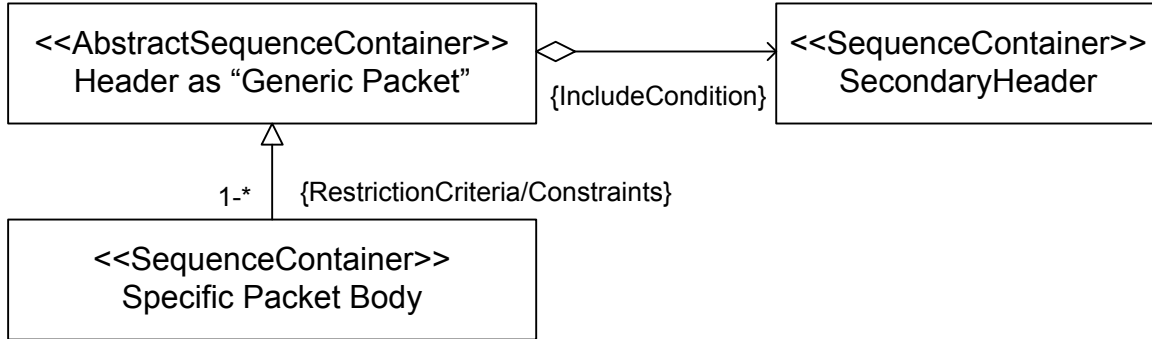 <<AbstractSequenceContainer>>
Header as “Generic Packet”
<<SequenceContainer>>
SecondaryHeader
{IncludeCondition}
1-*
{RestrictionCriteria/Constraints}
<<SequenceContainer>>
Specific Packet Body